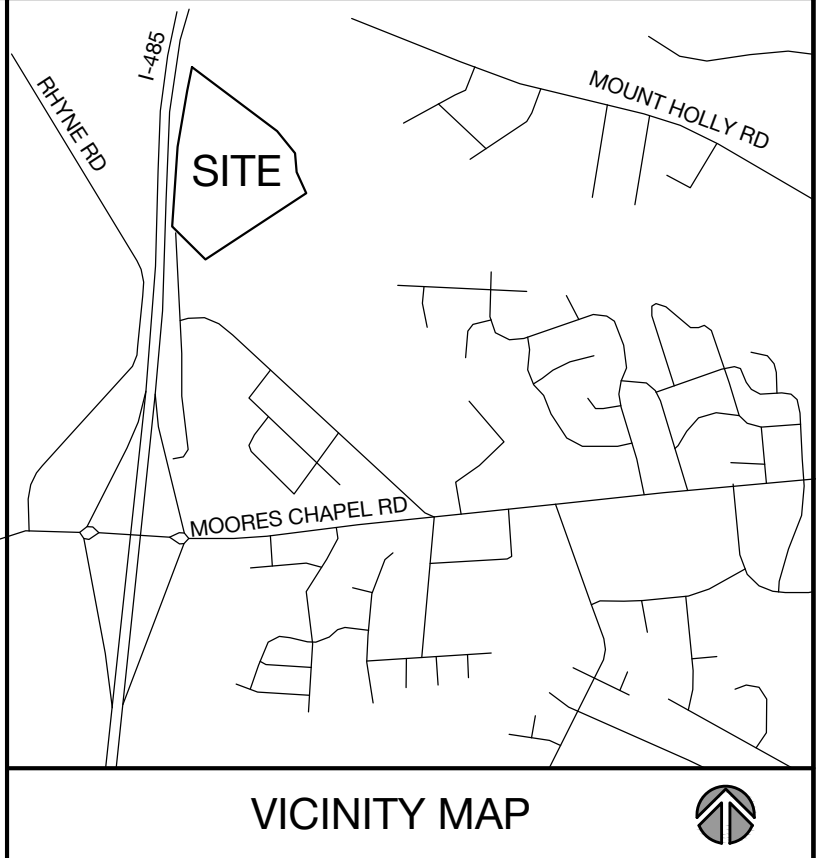 I-485
RHYNE RD
MOUNT HOLLY RD
SITE
MOORES CHAPEL RD
VICINITY MAP